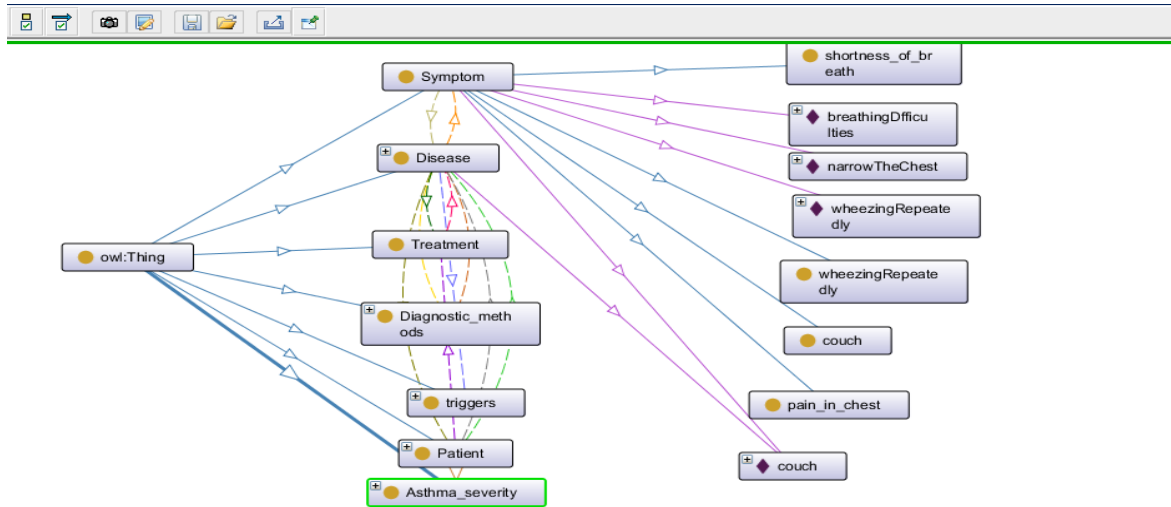 shortness_of_br
eath
Symptom
breathingDfficu
lties
Disease
narrowTheChest
wheezingRepeate
dly
Treatment
owl:Thing
wheezingRepeate
dly
Diagnostic_meth
ods
couch
triggers
pain_in_chest
Patient
couch
Asthma_severity